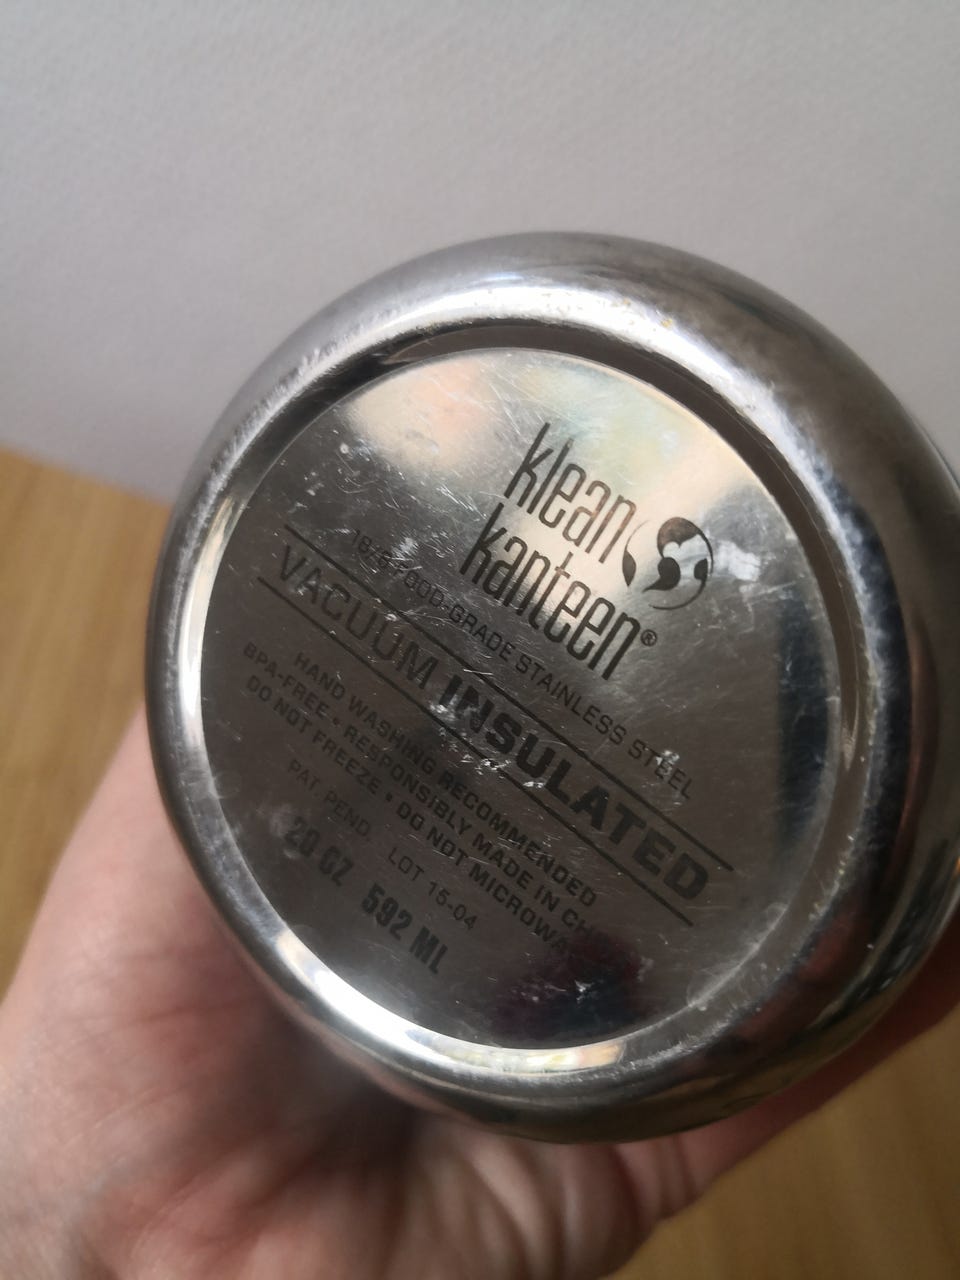 klean
kanteen®
18/8 FOOD-GRADE STAINLESS STEEL
VACUUM INSULATED
HAND WASHING RECOMMENDED
BPA-FREE • RESPONSIBLY MADE IN
DO NOT FREEZE • DO NOT
PAT. PEND. LOT 15-04
20 OZ 592 ML